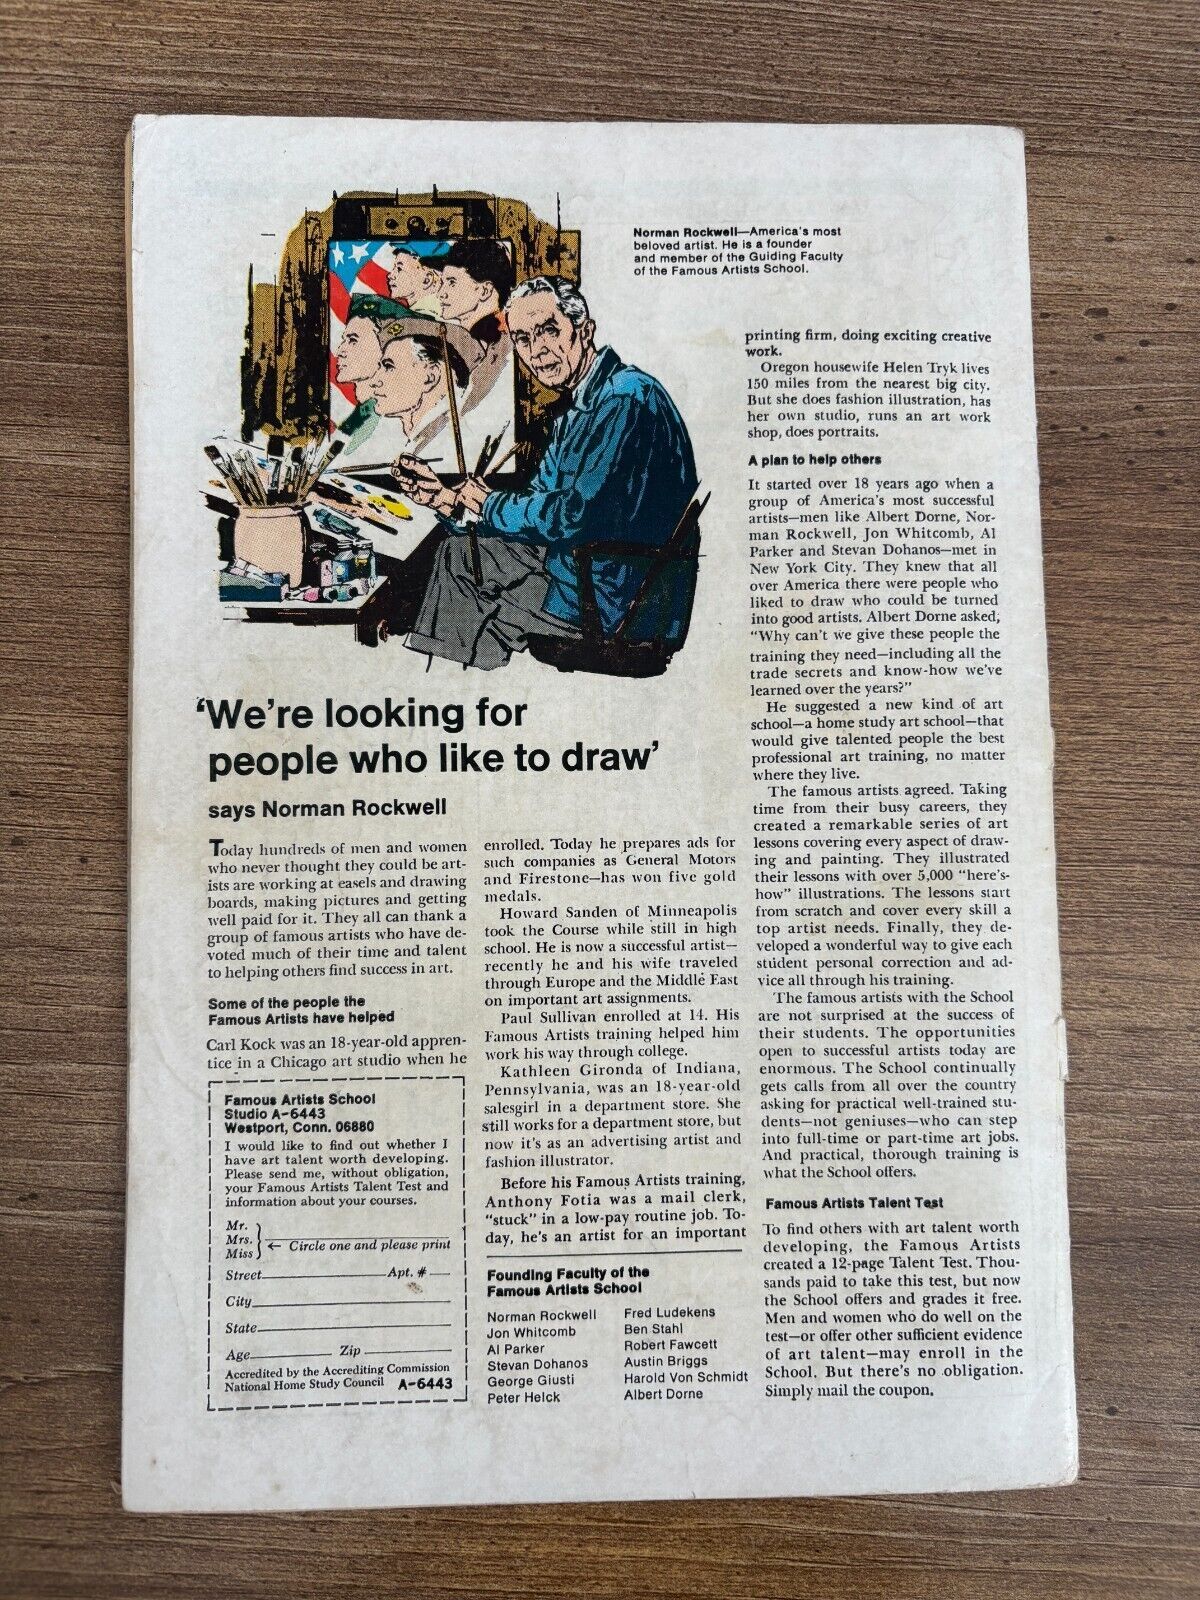 Norman Rockwell—America's most
beloved artist. He is a founder
and member of the Guiding Faculty
of the Famous Artists School.
'We're looking for
people who like to draw'
says Norman Rockwell
Today hundreds of men and women
who never thought they could be art-
ists are working at easels and drawing
boards, making pictures and getting
well paid for it. They all can thank a
group of famous artists who have de-
voted much of their time and talent
to helping others find success in art.
Some of the people the
Famous Artists have helped
Carl Kock was an 18-year-old appren-
tice in a Chicago art studio when he
enrolled. Today he prepares ads for
such companies as General Motors
and Firestone—has won five gold
medals.
Howard Sanden of Minneapolis
took the Course while still in high
school. He is now a successful artist—
recently he and his wife traveled
through Europe and the Middle East
on important art assignments.
Paul Sullivan enrolled at 14. His
Famous Artists training helped him
work his way through college.
Kathleen Gironda of Indiana,
Pennsylvania, was an 18-year-old
salesgirl in a department store. She
still works for a department store, but
now it's as an advertising artist and
fashion illustrator.
Before his Famous Artists training,
Anthony Fotia was a mail clerk,
"stuck" in a low-pay routine job. To-
day, he's an artist for an important
printing firm, doing exciting creative
work.
Oregon housewife Helen Tryk lives
150 miles from the nearest big city.
But she does fashion illustration, has
her own studio, runs an art work
shop, does portraits.
A plan to help others
It started over 18 years ago when a
group of America's most successful
artists—men like Albert Dorne, Nor-
man Rockwell, Jon Whitcomb, Al
Parker and Stevan Dohanos—met in
New York City. They knew that all
over America there were people who
liked to draw who could be turned
into good artists. Albert Dorne asked,
"Why can't we give these people the
training they need—including all the
trade secrets and know-how we've
learned over the years?"
He suggested a new kind of art
school—a home study art school—that
would give talented people the best
professional art training, no matter
where they live.
The famous artists agreed. Taking
time from their busy careers, they
created a remarkable series of art
lessons covering every aspect of draw-
ing and painting. They illustrated
their lessons with over 5,000 "here's-
how" illustrations. The lessons start
from scratch and cover every skill a
top artist needs. Finally, they de-
veloped a wonderful way to give each
student personal correction and ad-
vice all through his training.
The famous artists with the School
are not surprised at the success of
their students. The opportunities
open to successful artists today are
enormous. The School continually
gets calls from all over the country
asking for practical well-trained stu-
dents—not geniuses—who can step
into full-time or part-time art jobs.
And practical, thorough training is
what the School offers.
Famous Artists Talent Test
To find others with art talent worth
developing, the Famous Artists
created a 12-page Talent Test. Thou-
sands paid to take this test, but now
the School offers and grades it free.
Men and women who do well on the
test—or offer other sufficient evidence
of art talent—may enroll in the
School. But there's no obligation.
Simply mail the coupon.
Famous Artists School
Studio A-6443
Westport, Conn. 06880
I would like to find out whether I
have art talent worth developing.
Please send me, without obligation,
your Famous Artists Talent Test and
information about your courses.
Mr.
Mrs.
Miss
← Circle one and please print
Street Apt. #
City
State
Age Zip
Accredited by the Accrediting Commission
National Home Study Council A-6443
Founding Faculty of the
Famous Artists School
Norman Rockwell
Jon Whitcomb
Al Parker
Stevan Dohanos
George Giusti
Peter Helck
Fred Ludekens
Ben Stahl
Robert Fawcett
Austin Briggs
Harold Von Schmidt
Albert Dorne